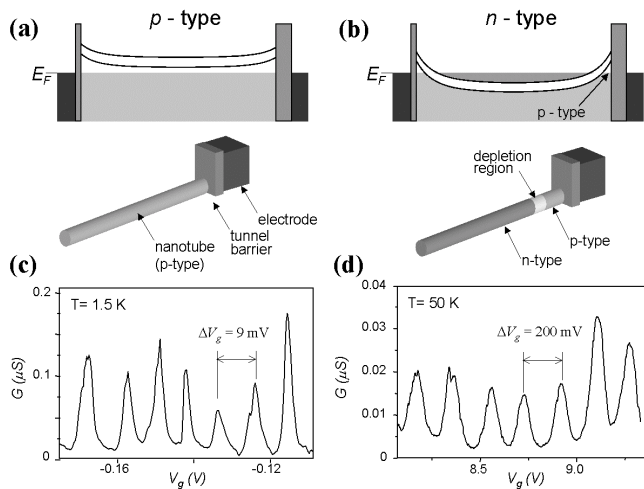 (a)
p - type
E_F
electrode
tunnel
barrier
nanotube
(p-type)
(b)
n - type
E_F
p - type
depletion
region
p-type
n-type
(c)
T= 1.5 K
ΔV_g = 9 mV
G (μS)
0.2
0.1
0.0
-0.16
-0.12
V_g (V)
(d)
T= 50 K
ΔV_g = 200 mV
G (μS)
0.04
0.03
0.02
0.01
0
8.5
9.0
V_g (V)